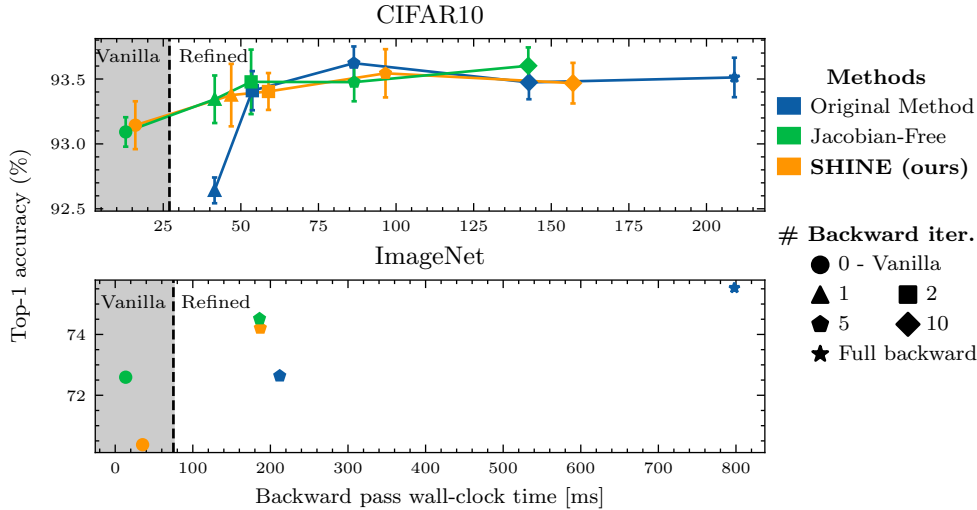 CIFAR10
Vanilla Refined
93.5
93.0
92.5
25 50 75 100 125 150 175 200
Top-1 accuracy (%)
ImageNet
Vanilla Refined
74
72
0 100 200 300 400 500 600 700 800
Backward pass wall-clock time [ms]
Methods
Original Method
Jacobian-Free
SHINE (ours)
# Backward iter.
0 - Vanilla
1 2
5 10
Full backward